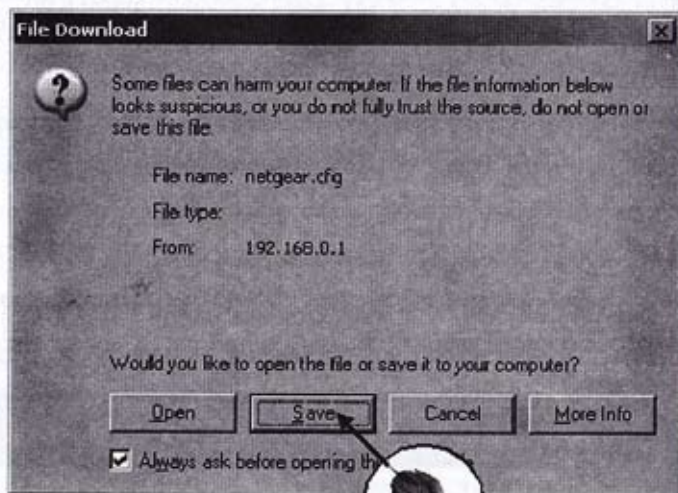 File Download
Some files can harm your computer. If the file information below
looks suspicious, or you do not fully trust the source, do not open or
save this file.
File name: netgear.cfg
File type:
From: 192.168.0.1
Would you like to open the file or save it to your computer?
Open Save Cancel More Info
Always ask before opening